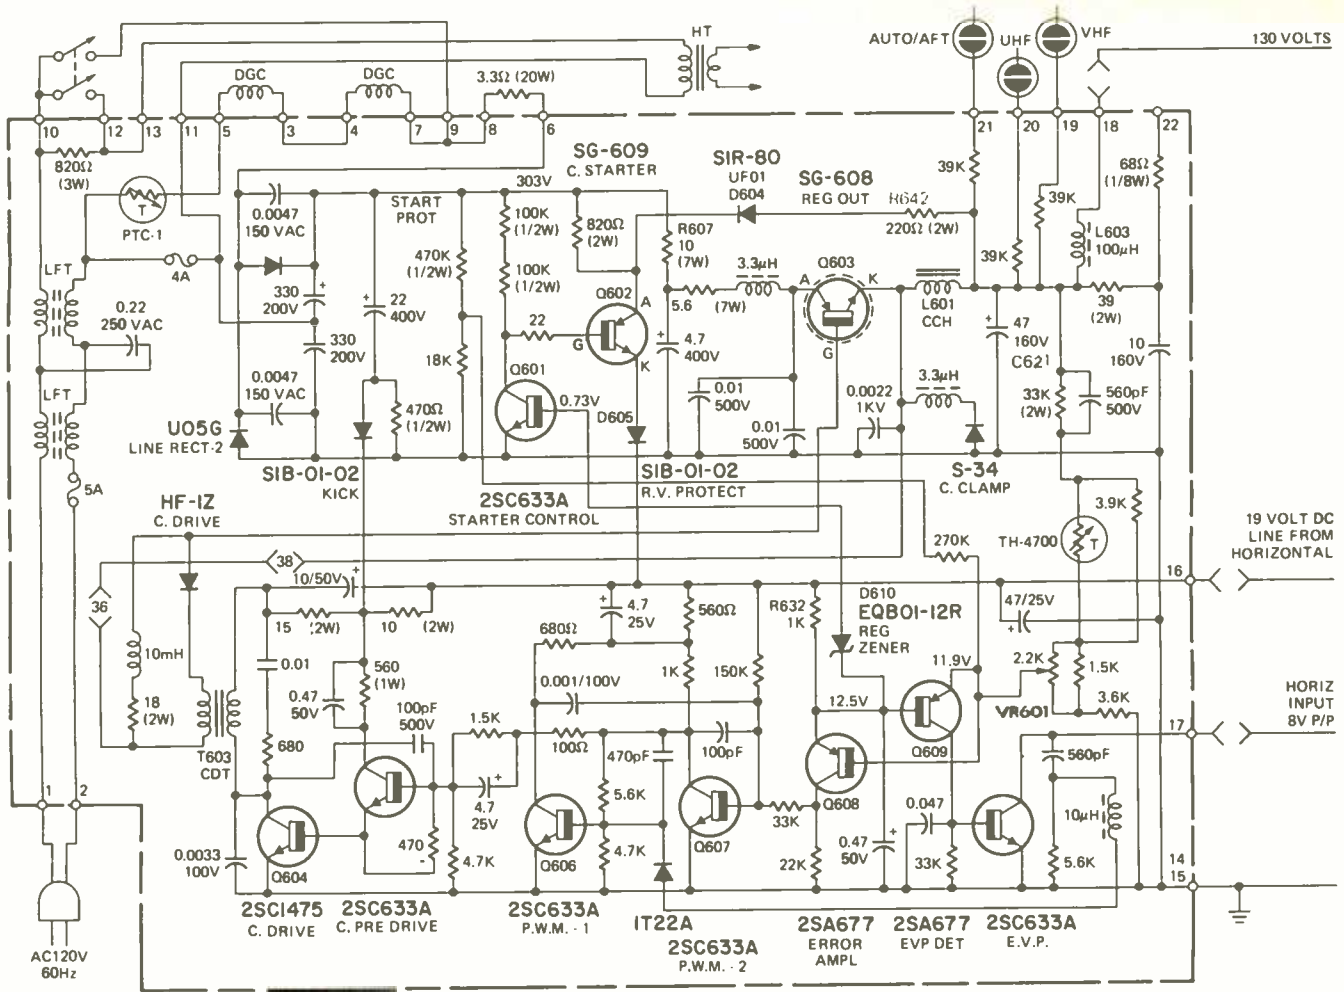 AUTO/AFT
UHF
VHF
130 VOLTS
HT
DGC
DGC
3.3Ω (20W)
10
12
13
11
5
3
4
7
9
8
6
21
20
19
18
22
820Ω
(3W)
T
PTC-1
0.0047
150 VAC
START
PROT
SG-609
C. STARTER
303V
100K
(1/2W)
820Ω
(2W)
SIR-80
UF01
D604
SG-608
REG OUT
R642
220Ω (2W)
39K
39K
39K
68Ω
(1/8W)
L603
100μH
R607
10
(7W)
470K
(1/2W)
100K
(1/2W)
4A
LFT
0.22
250 VAC
330
200V
330
200V
22
400V
18K
22
G
Q602
A
K
5.6
(7W)
3.3μH
A
Q603
K
G
L601
CCH
39
(2W)
47
160V
C621
10
160V
4.7
400V
0.0047
150 VAC
LFT
U05G
LINE RECT-2
470Ω
(1/2W)
Q601
0.73V
D605
0.01
500V
0.01
500V
0.0022
1KV
3.3μH
33K
(2W)
560pF
500V
5A
S1B-01-02
KICK
2SC633A
STARTER CONTROL
S1B-01-02
R.V. PROTECT
S-34
C. CLAMP
HF-1Z
C. DRIVE
3.9K
TH-4700
T
19 VOLT DC
LINE FROM
HORIZONTAL
270K
38
10/50V
36
16
15
(2W)
10
(2W)
4.7
25V
560Ω
R632
1K
D610
EQB01-12R
REG
ZENER
47/25V
680Ω
10mH
0.01
0.47
50V
560
(1W)
0.001/100V
1K
150K
11.9V
2.2K
1.5K
VR601
3.6K
HORIZ
INPUT
8V P/P
17
18
(2W)
T603
CDT
680
100pF
500V
1.5K
100Ω
470pF
100pF
12.5V
Q609
560pF
1
2
4.7
25V
5.6K
Q608
33K
0.047
10μH
0.0033
100V
Q604
470
4.7K
Q606
4.7K
Q607
22K
0.47
50V
33K
Q603
5.6K
14
15
2SC1475
C. DRIVE
2SC633A
C. PRE DRIVE
2SC633A
P.W.M. - 1
1T22A
2SC633A
P.W.M. - 2
2SA677
ERROR
AMPL
2SA677
EVP DET
2SC633A
E.V.P.
AC120V
60Hz